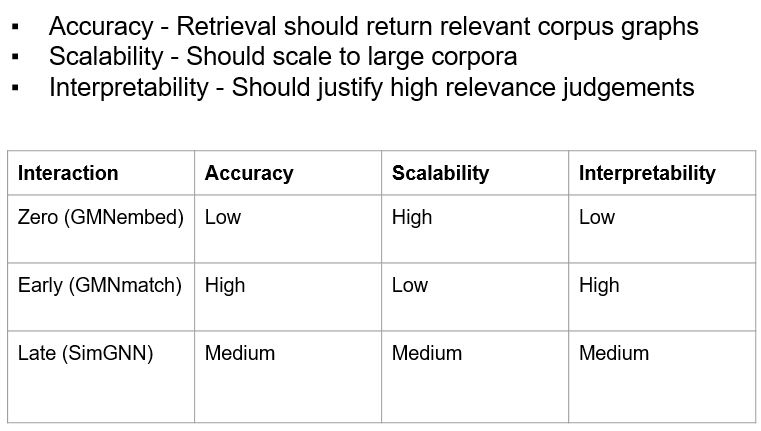 ▪ Accuracy - Retrieval should return relevant corpus graphs
▪ Scalability - Should scale to large corpora
▪ Interpretability - Should justify high relevance judgements
Interaction Accuracy Scalability Interpretability
Zero (GMNembed) Low High Low
Early (GMNmatch) High Low High
Late (SimGNN) Medium Medium Medium